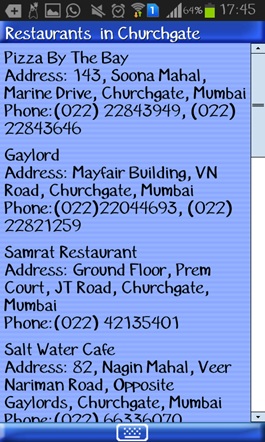 64% 17:45
Restaurants in Churchgate
Pizza By The Bay
Address: 143, Soona Mahal,
Marine Drive, Churchgate, Mumbai
Phone:(022) 22843949, (022)
22843646
Gaylord
Address: Mayfair Building, VN
Road, Churchgate, Mumbai
Phone:(022)22044693, (022)
22821259
Samrat Restaurant
Address: Ground Floor, Prem
Court, JT Road, Churchgate,
Mumbai
Phone:(022) 42135401
Salt Water Cafe
Address: 82, Nagin Mahal, Veer
Nariman Road, Opposite
Gaylords, Churchgate, Mumbai
Phone:(022) 66336070